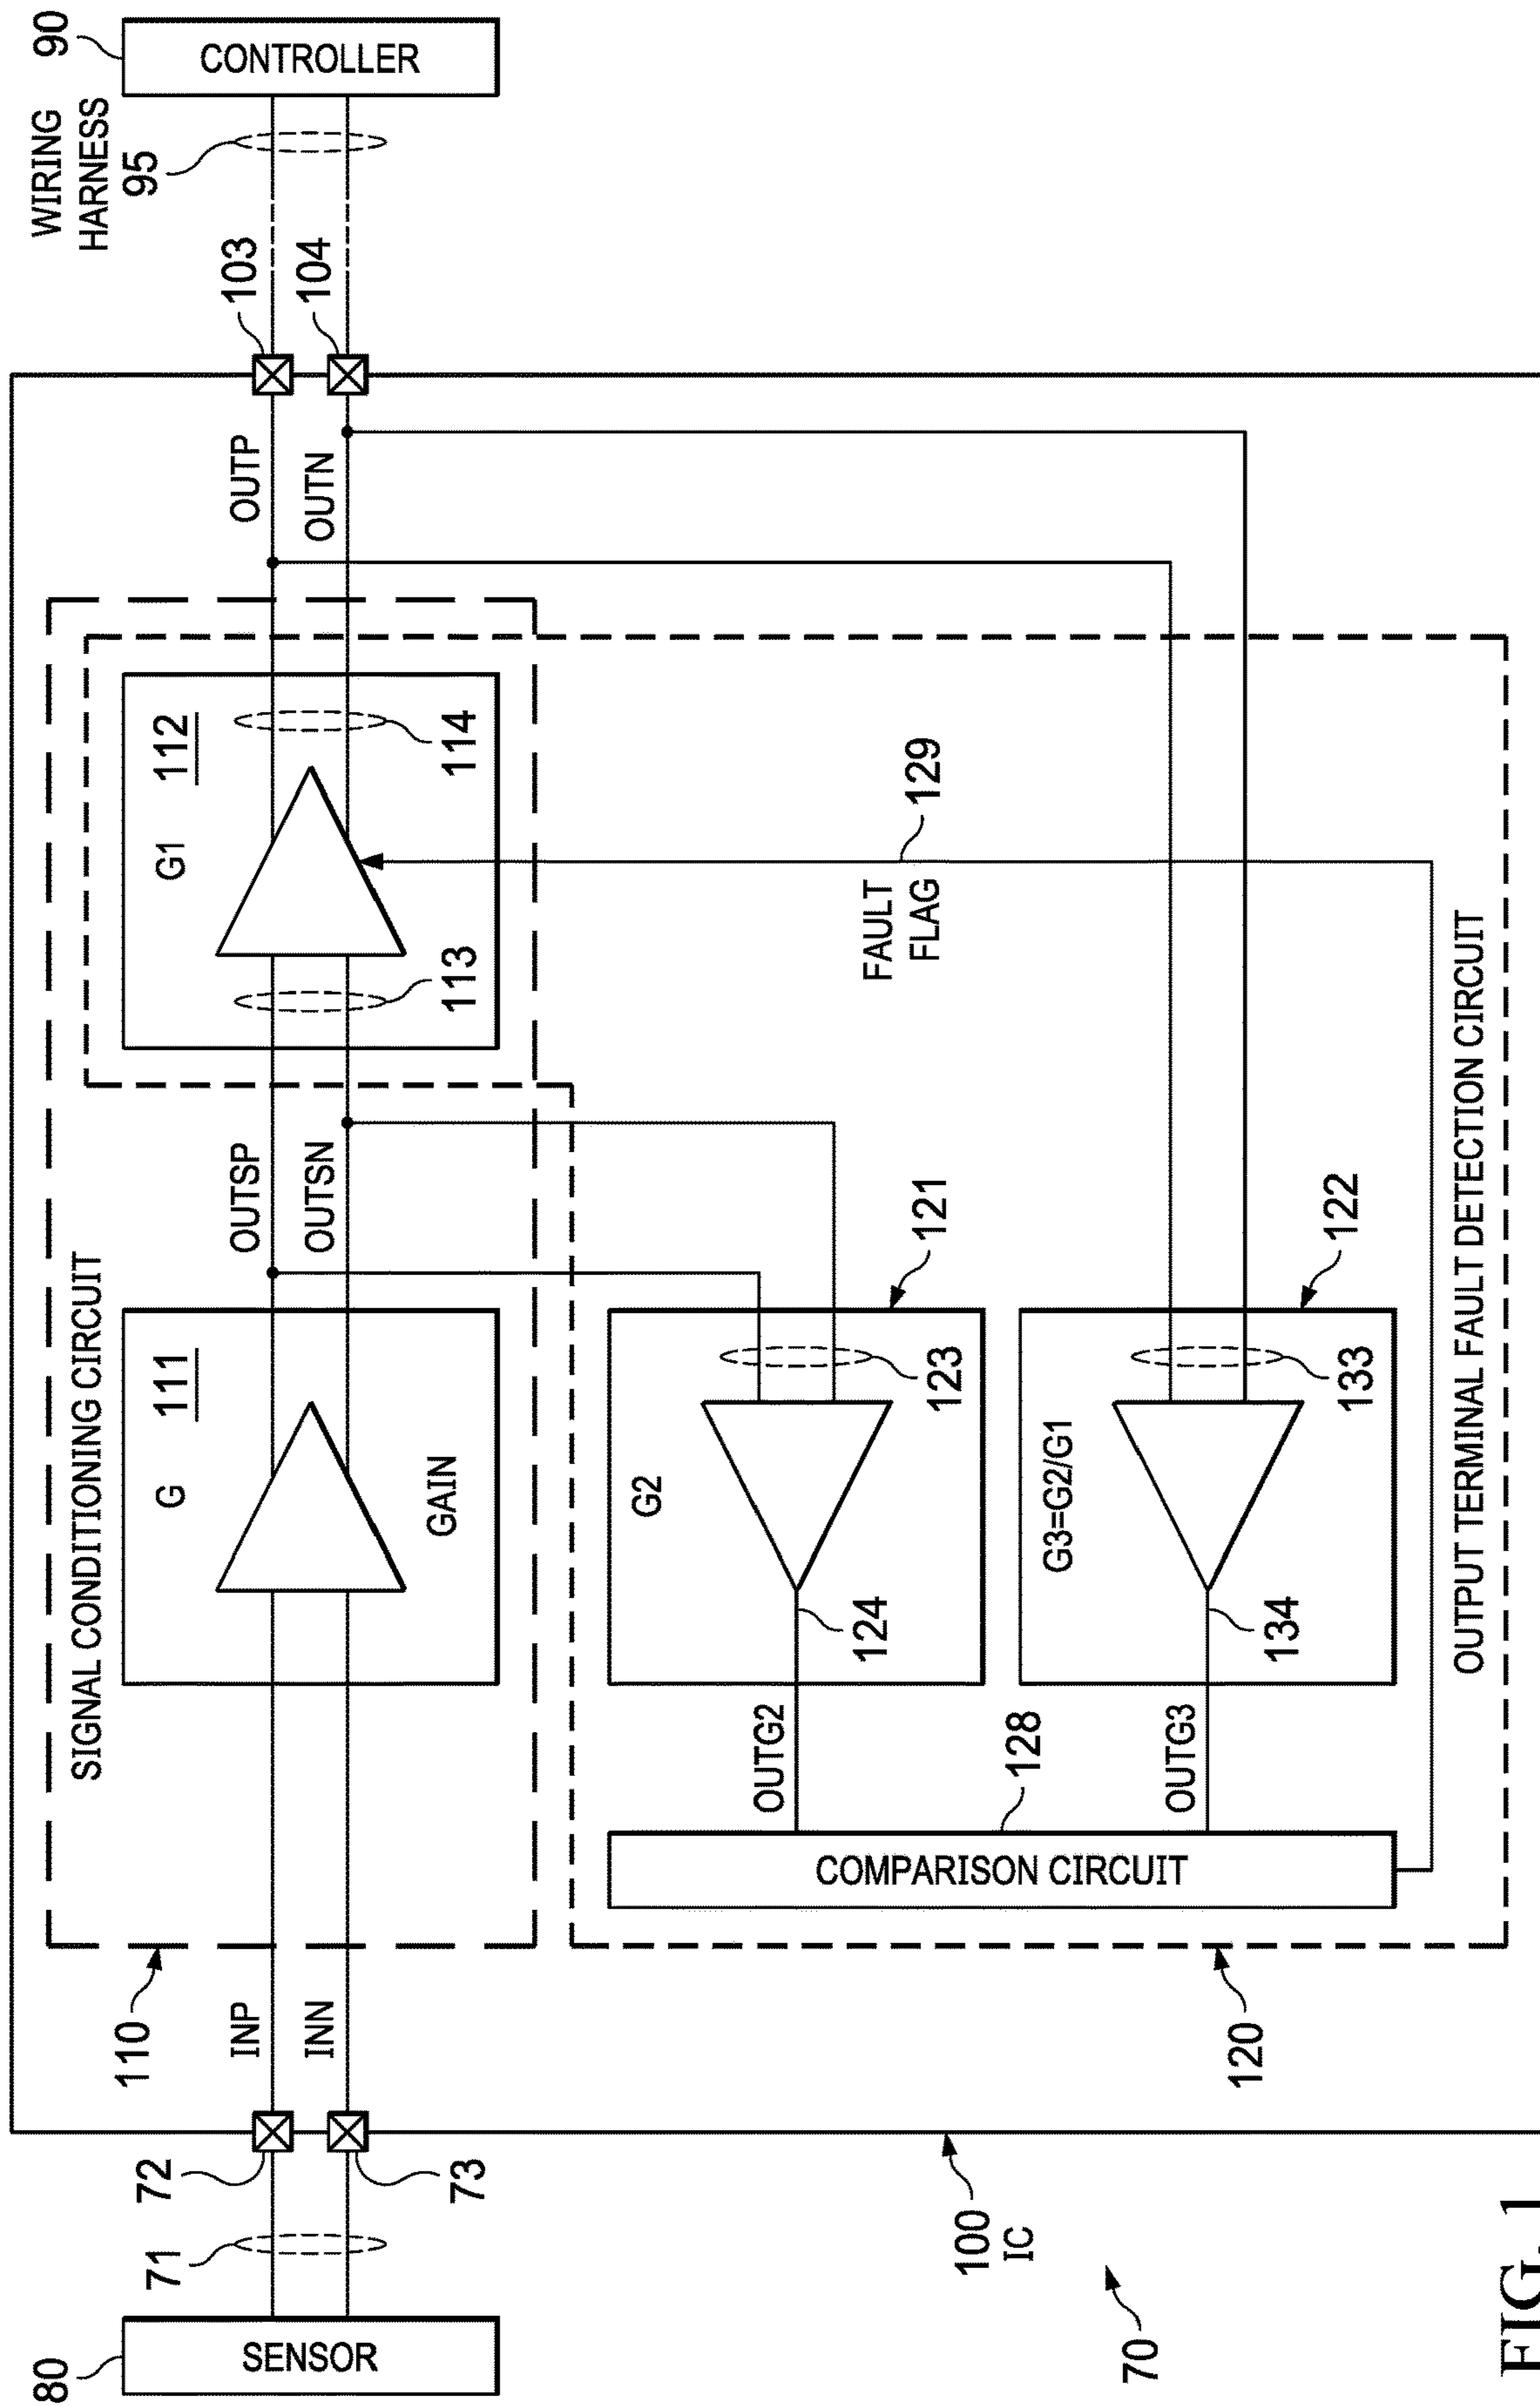 80
SENSOR
71
72
73
110
INP
INN
SIGNAL CONDITIONING CIRCUIT
G
111
GAIN
OUTSP
OUTSN
G1
112
113
114
OUTP
OUTN
103
104
WIRING
HARNESS
95
90
CONTROLLER
COMPARISON CIRCUIT
128
OUTG2
OUTG3
G2
121
123
124
G3=G2/G1
122
133
134
FAULT
FLAG
129
OUTPUT TERMINAL FAULT DETECTION CIRCUIT
120
100
IC
70
FIG. 1